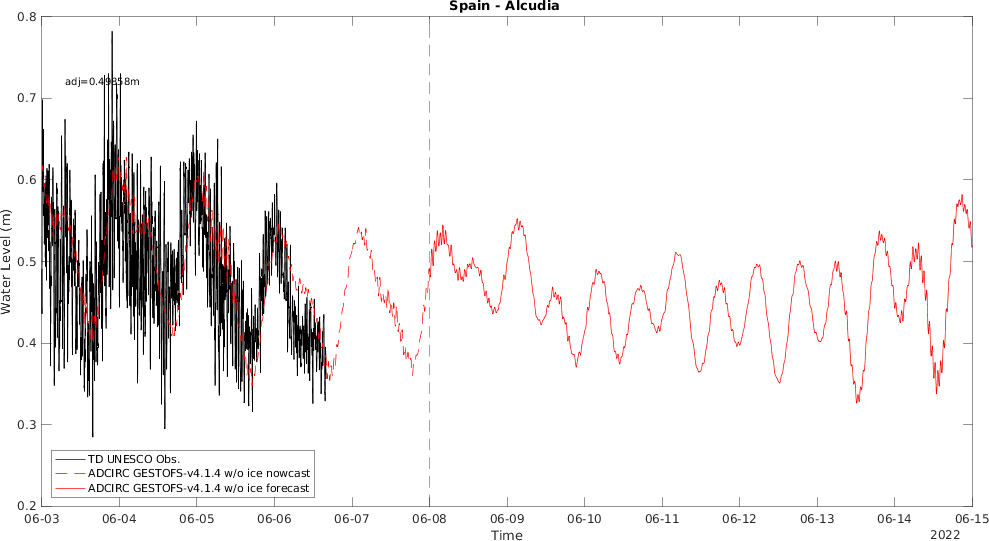 Spain - Alcudia
0.8
0.7
0.6
0.5
0.4
0.3
0.2
Water Level (m)
adj=0.49858m
TD UNESCO Obs.
ADCIRC GESTOFS-v4.1.4 w/o ice nowcast
ADCIRC GESTOFS-v4.1.4 w/o ice forecast
06-03 06-04 06-05 06-06 06-07 06-08 06-09 06-10 06-11 06-12 06-13 06-14 06-15
Time
2022